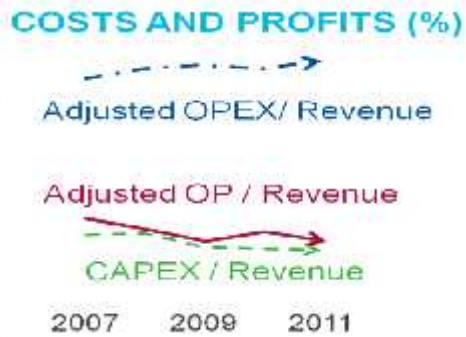 COSTS AND PROFITS (%)
Adjusted OPEX/ Revenue
Adjusted OP / Revenue
CAPEX / Revenue
2007 2009 2011